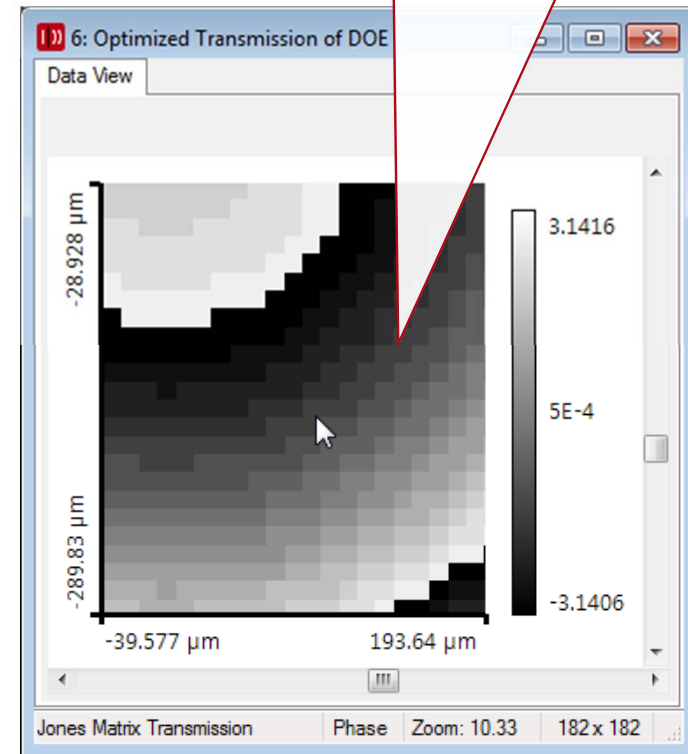 6: Optimized Transmission of DOE
Data View
-28.928 µm
-289.83 µm
-39.577 µm
193.64 µm
3.1416
5E-4
-3.1406
Jones Matrix Transmission
Phase
Zoom: 10.33
182 x 182